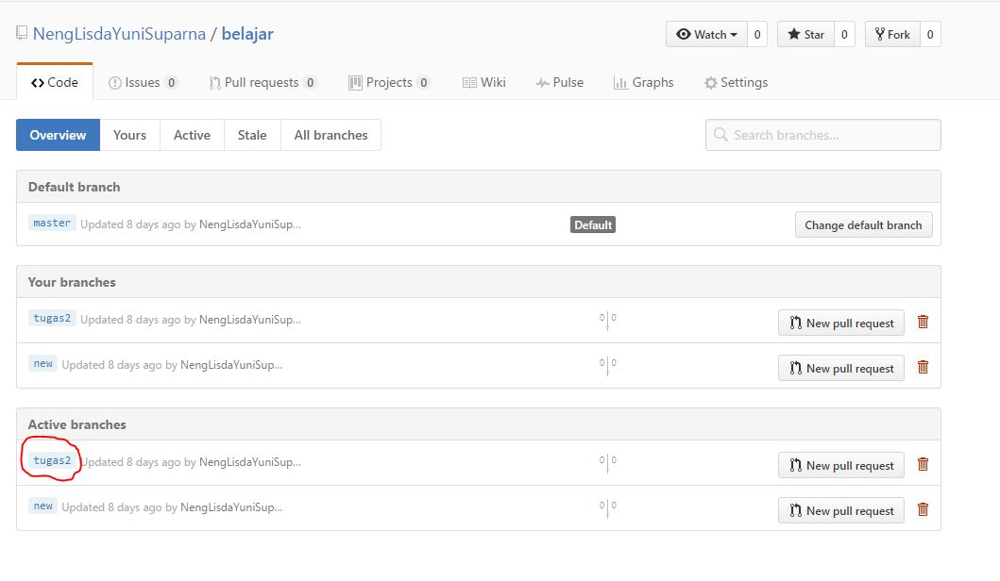 NengLisdaYuniSuparna / belajar
Watch 0 Star 0 Fork 0
Code Issues 0 Pull requests 0 Projects 0 Wiki Pulse Graphs Settings
Overview Yours Active Stale All branches Search branches...
Default branch
master Updated 8 days ago by NengLisdaYuniSup... Default Change default branch
Your branches
tugas2 Updated 8 days ago by NengLisdaYuniSup... 0 0 New pull request
new Updated 8 days ago by NengLisdaYuniSup... 0 0 New pull request
Active branches
tugas2 Updated 8 days ago by NengLisdaYuniSup... 0 0 New pull request
new Updated 8 days ago by NengLisdaYuniSup... 0 0 New pull request